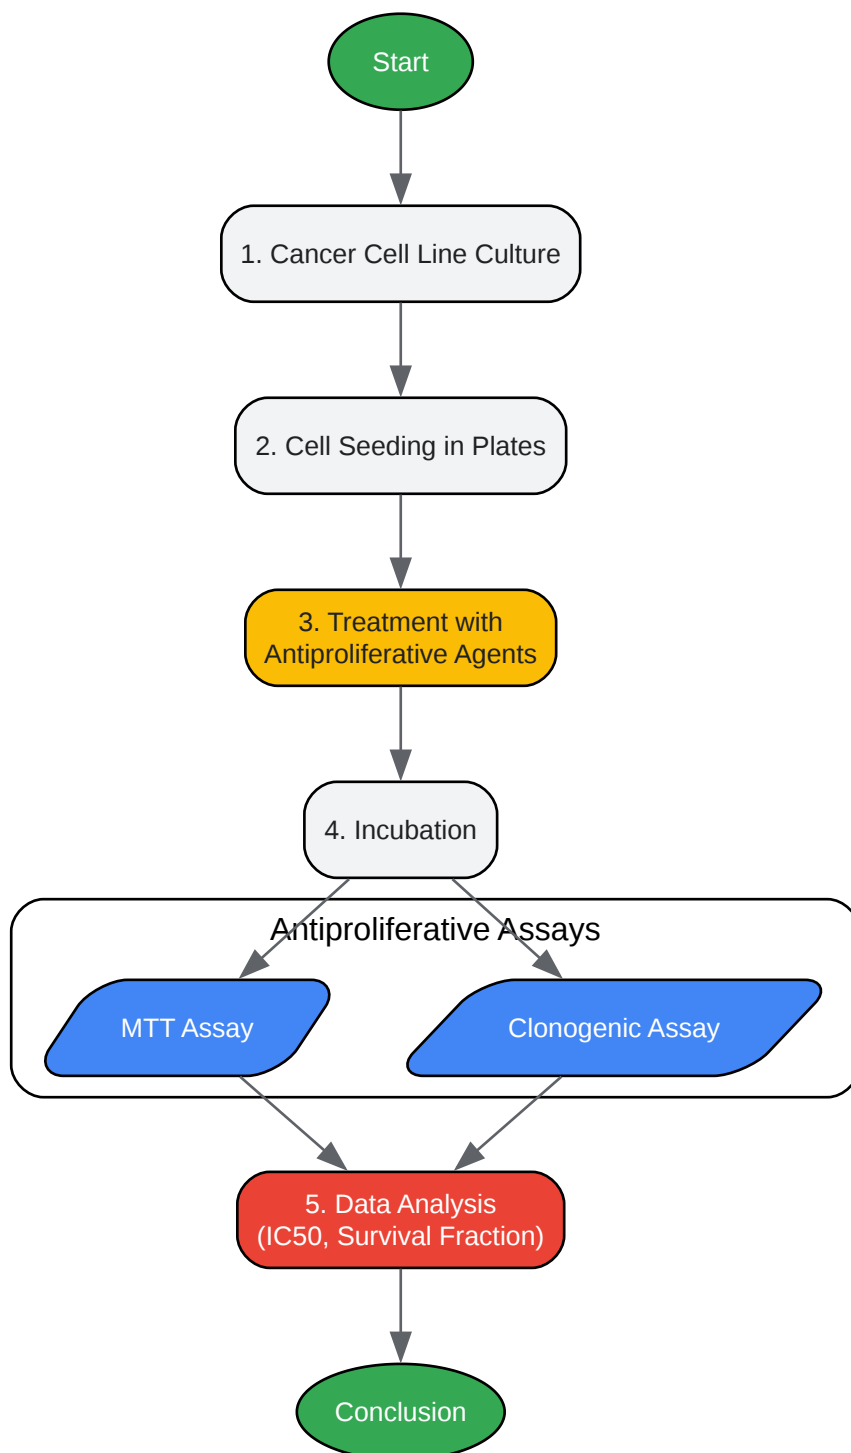 Start
1. Cancer Cell Line Culture
2. Cell Seeding in Plates
3. Treatment with
Antiproliferative Agents
4. Incubation
Antiproliferative Assays
MTT Assay
Clonogenic Assay
5. Data Analysis
(IC50, Survival Fraction)
Conclusion